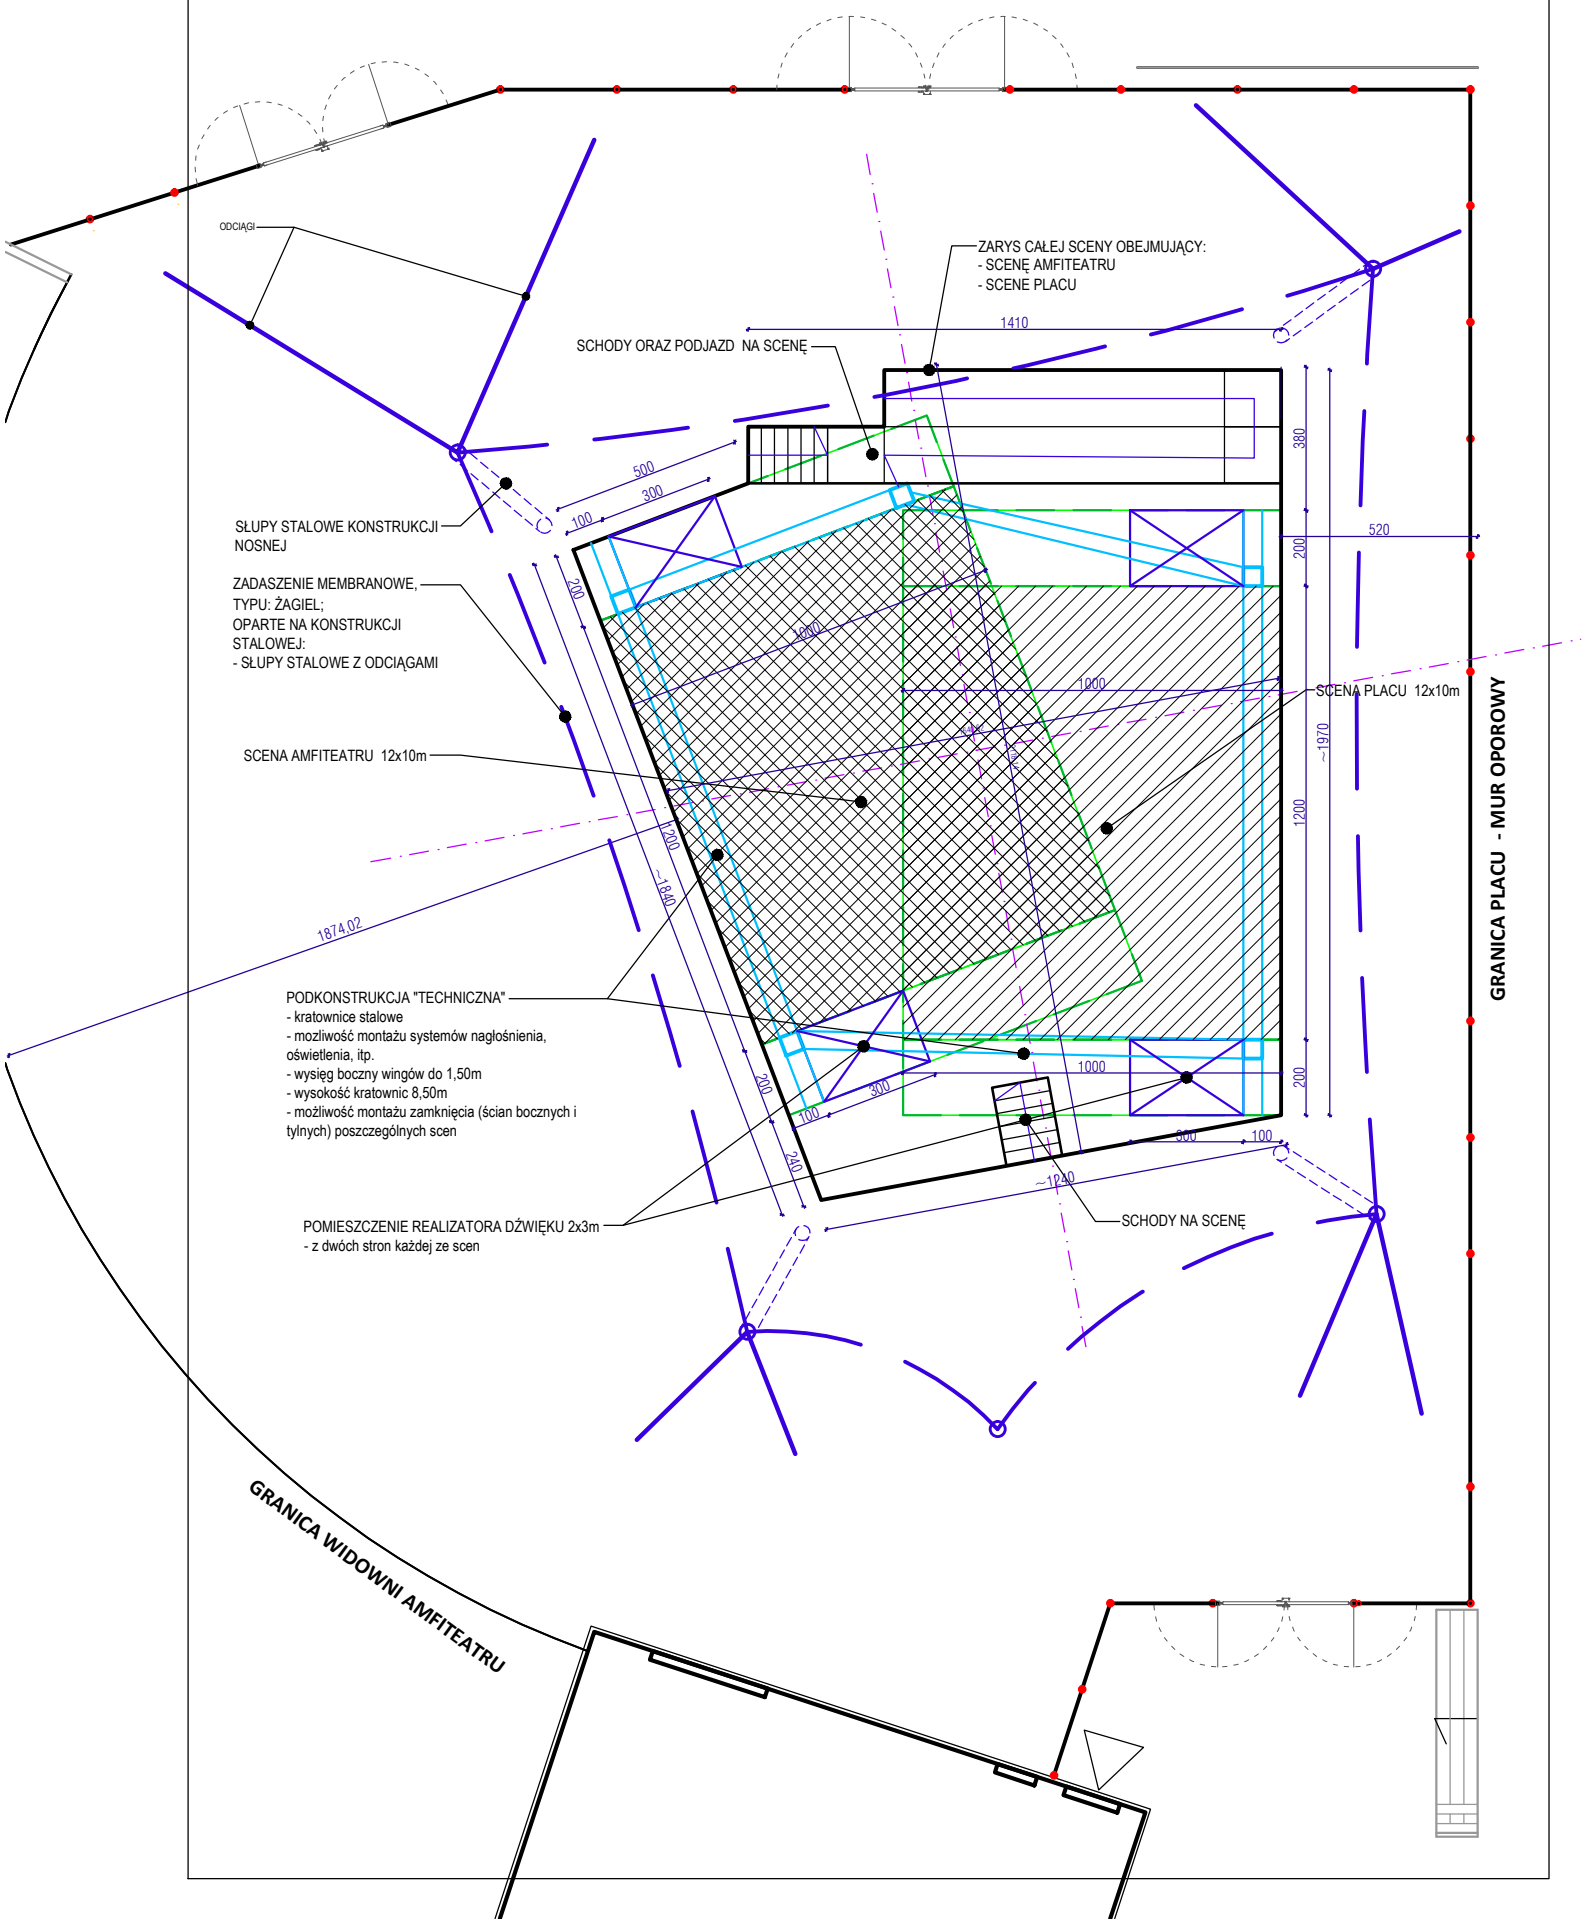 ODCIĄGI
ZARYS CAŁEJ SCENY OBEJMUJĄCY:
- SCENĘ AMFITEATRU
- SCENE PLACU
1410
SCHODY ORAZ PODJAZD  NA SCENĘ
380
500
300
100
SŁUPY STALOWE KONSTRUKCJI
NOSNEJ
520
200
200
ZADASZENIE MEMBRANOWE,
TYPU: ŻAGIEL;
OPARTE NA KONSTRUKCJI
STALOWEJ:
- SŁUPY STALOWE Z ODCIĄGAMI
1000
1000
SCENA PLACU  12x10m
~1970
SCENA AMFITEATRU  12x10m
1200
1200
~1840
GRANICA PLACU  - MUR OPOROWY
1874,02
PODKONSTRUKCJA "TECHNICZNA"
- kratownice stalowe
- mozliwość montażu systemów nagłośnienia,
oświetlenia, itp.
- wysięg boczny wingów do 1,50m
- wysokość kratownic 8,50m
- możliwość montażu zamknięcia (ścian bocznych i
tylnych) poszczególnych scen
1000
200
200
300
100
300
100
240
~1240
POMIESZCZENIE REALIZATORA DŹWIĘKU 2x3m
- z dwóch stron każdej ze scen
SCHODY NA SCENĘ
GRANICA WIDOWNI AMFITEATRU